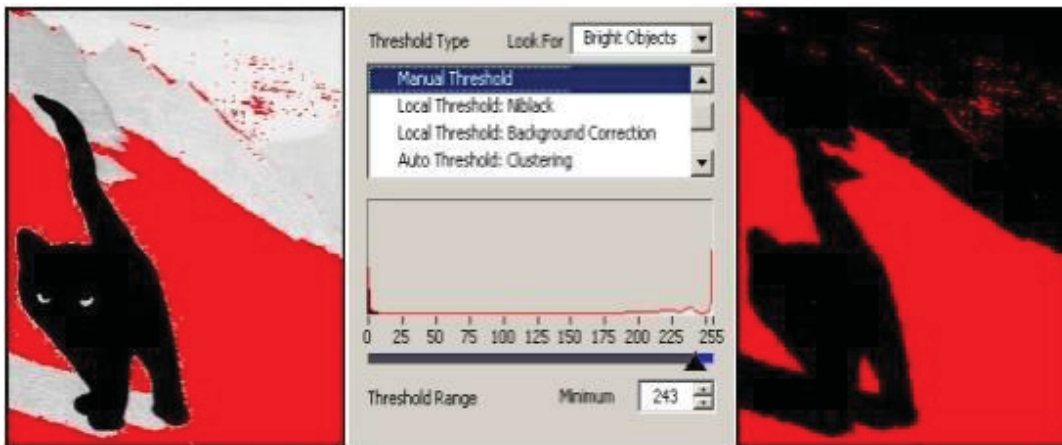 Threshold Type Look For Bright Objects
Manual Threshold
Local Threshold: Niblack
Local Threshold: Background Correction
Auto Threshold: Clustering
0 25 50 75 100 125 150 175 200 225 255
Threshold Range Minimum 243